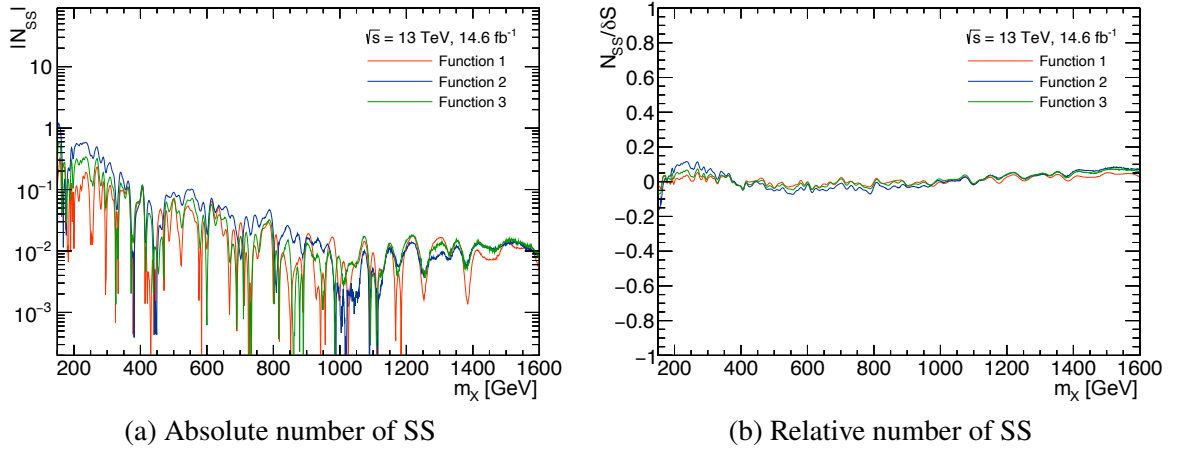 |N_SS|
10
1
10⁻¹
10⁻²
10⁻³
√s = 13 TeV, 14.6 fb⁻¹
Function 1
Function 2
Function 3
200 400 600 800 1000 1200 1400 1600
m_X [GeV]
(a) Absolute number of SS
N_SS/δS
1
0.8
0.6
0.4
0.2
0
−0.2
−0.4
−0.6
−0.8
−1
√s = 13 TeV, 14.6 fb⁻¹
Function 1
Function 2
Function 3
200 400 600 800 1000 1200 1400 1600
m_X [GeV]
(b) Relative number of SS